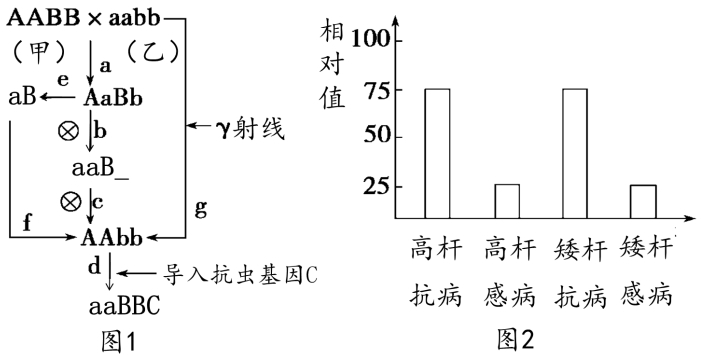 AABB × aabb
(甲) (乙)
a
e
aB
AaBb
⊗ b
γ射线
aaB_
⊗ c
f
g
AAbb
d
导入抗虫基因C
aaBBC
图1
相对值
100
75
50
25
高杆抗病
高杆感病
矮杆抗病
矮杆感病
图2